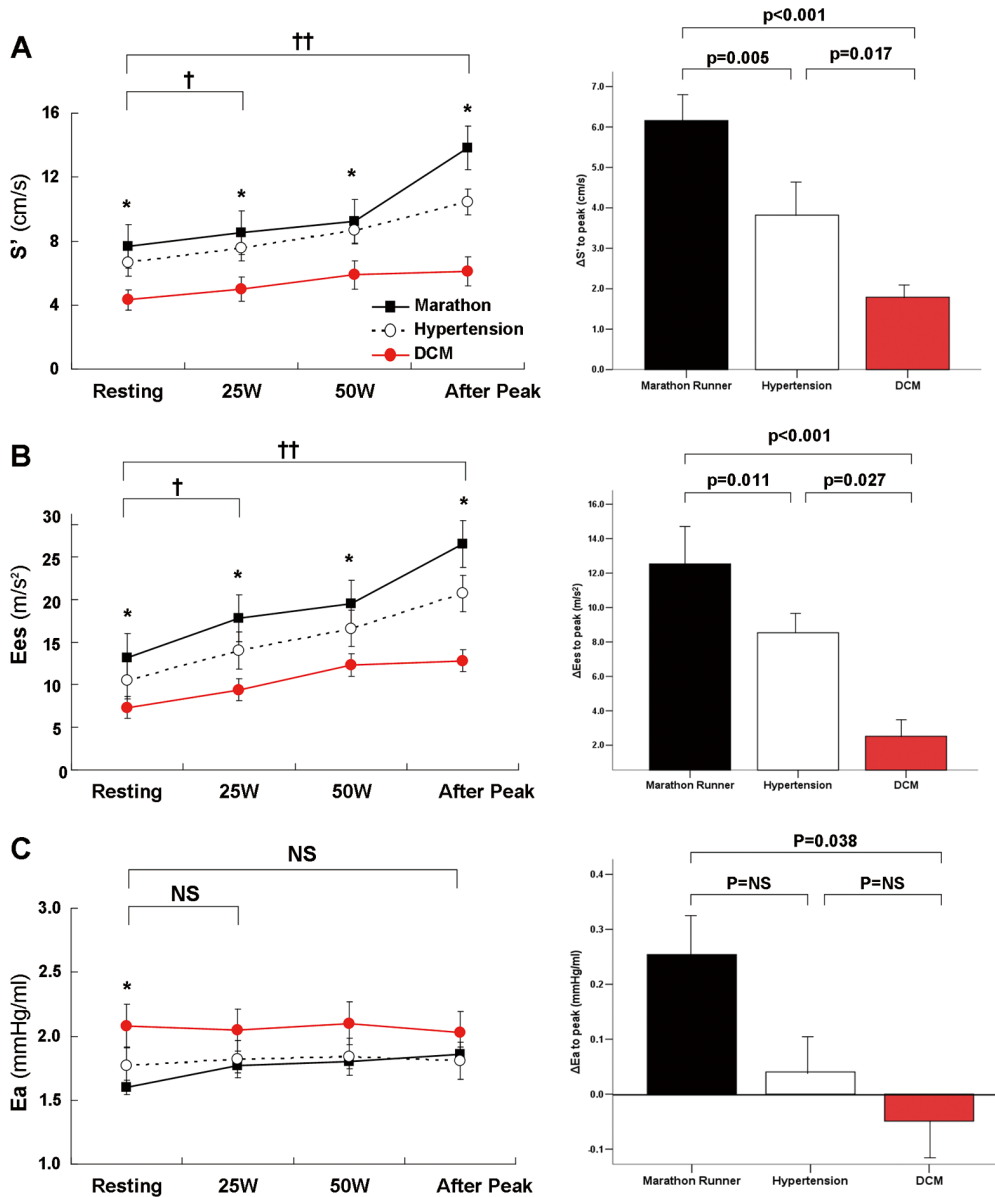 A
††
†
16
12
8
4
0
S' (cm/s)
*
*
*
*
Marathon
Hypertension
DCM
Resting
25W
50W
After Peak
p<0.001
p=0.005
p=0.017
7.0
6.0
5.0
4.0
3.0
2.0
1.0
0.0
ΔS' to peak (cm/s)
Marathon Runner
Hypertension
DCM
B
††
†
30
25
20
15
10
5
0
Ees (m/s²)
*
*
*
*
Resting
25W
50W
After Peak
p<0.001
p=0.011
p=0.027
16.0
14.0
12.0
10.0
8.0
6.0
4.0
2.0
ΔEes to peak (m/s²)
Marathon Runner
Hypertension
DCM
C
NS
NS
3.0
2.5
2.0
1.5
1.0
Ea (mmHg/ml)
*
Resting
25W
50W
After Peak
P=0.038
P=NS
P=NS
0.4
0.3
0.2
0.1
0.0
-0.1
ΔEa to peak (mmHg/ml)
Marathon Runner
Hypertension
DCM